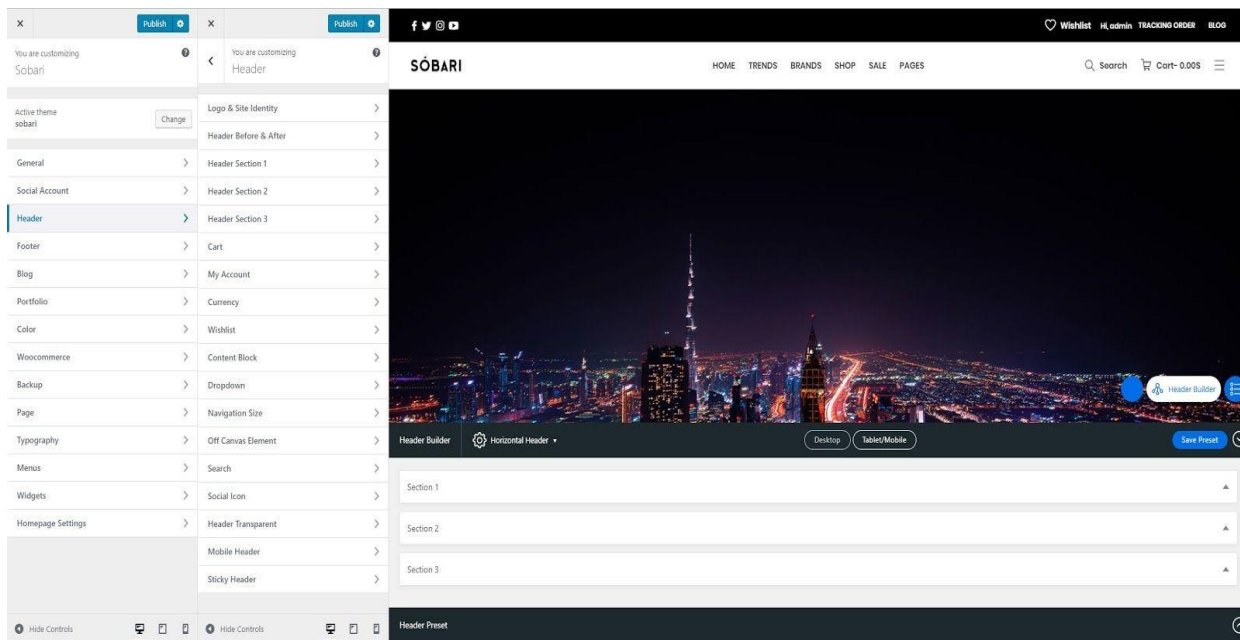 Publish
You are customizing
Sobari
Active theme
sobari
Change
General
Social Account
Header
Footer
Blog
Portfolio
Color
Woocommerce
Backup
Page
Typography
Menus
Widgets
Homepage Settings
Hide Controls
Publish
You are customizing
Header
Logo & Site Identity
Header Before & After
Header Section 1
Header Section 2
Header Section 3
Cart
My Account
Currency
Wishlist
Content Block
Dropdown
Navigation Size
Off Canvas Element
Search
Social Icon
Header Transparent
Mobile Header
Sticky Header
Hide Controls
Wishlist Hi, admin TRACKING ORDER BLOG
SÓBARI HOME TRENDS BRANDS SHOP SALE PAGES Search Cart- 0.00$
Header Builder
Header Builder Horizontal Header Desktop Tablet/Mobile Save Preset
Section 1
Section 2
Section 3
Header Preset